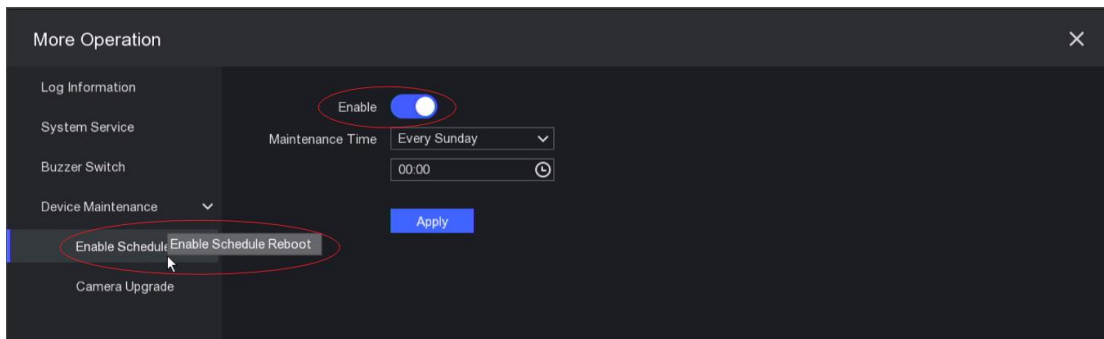 More Operation
Log Information
System Service
Buzzer Switch
Device Maintenance
Enable Schedule
Enable Schedule Reboot
Camera Upgrade
Enable
Maintenance Time
Every Sunday
00:00
Apply